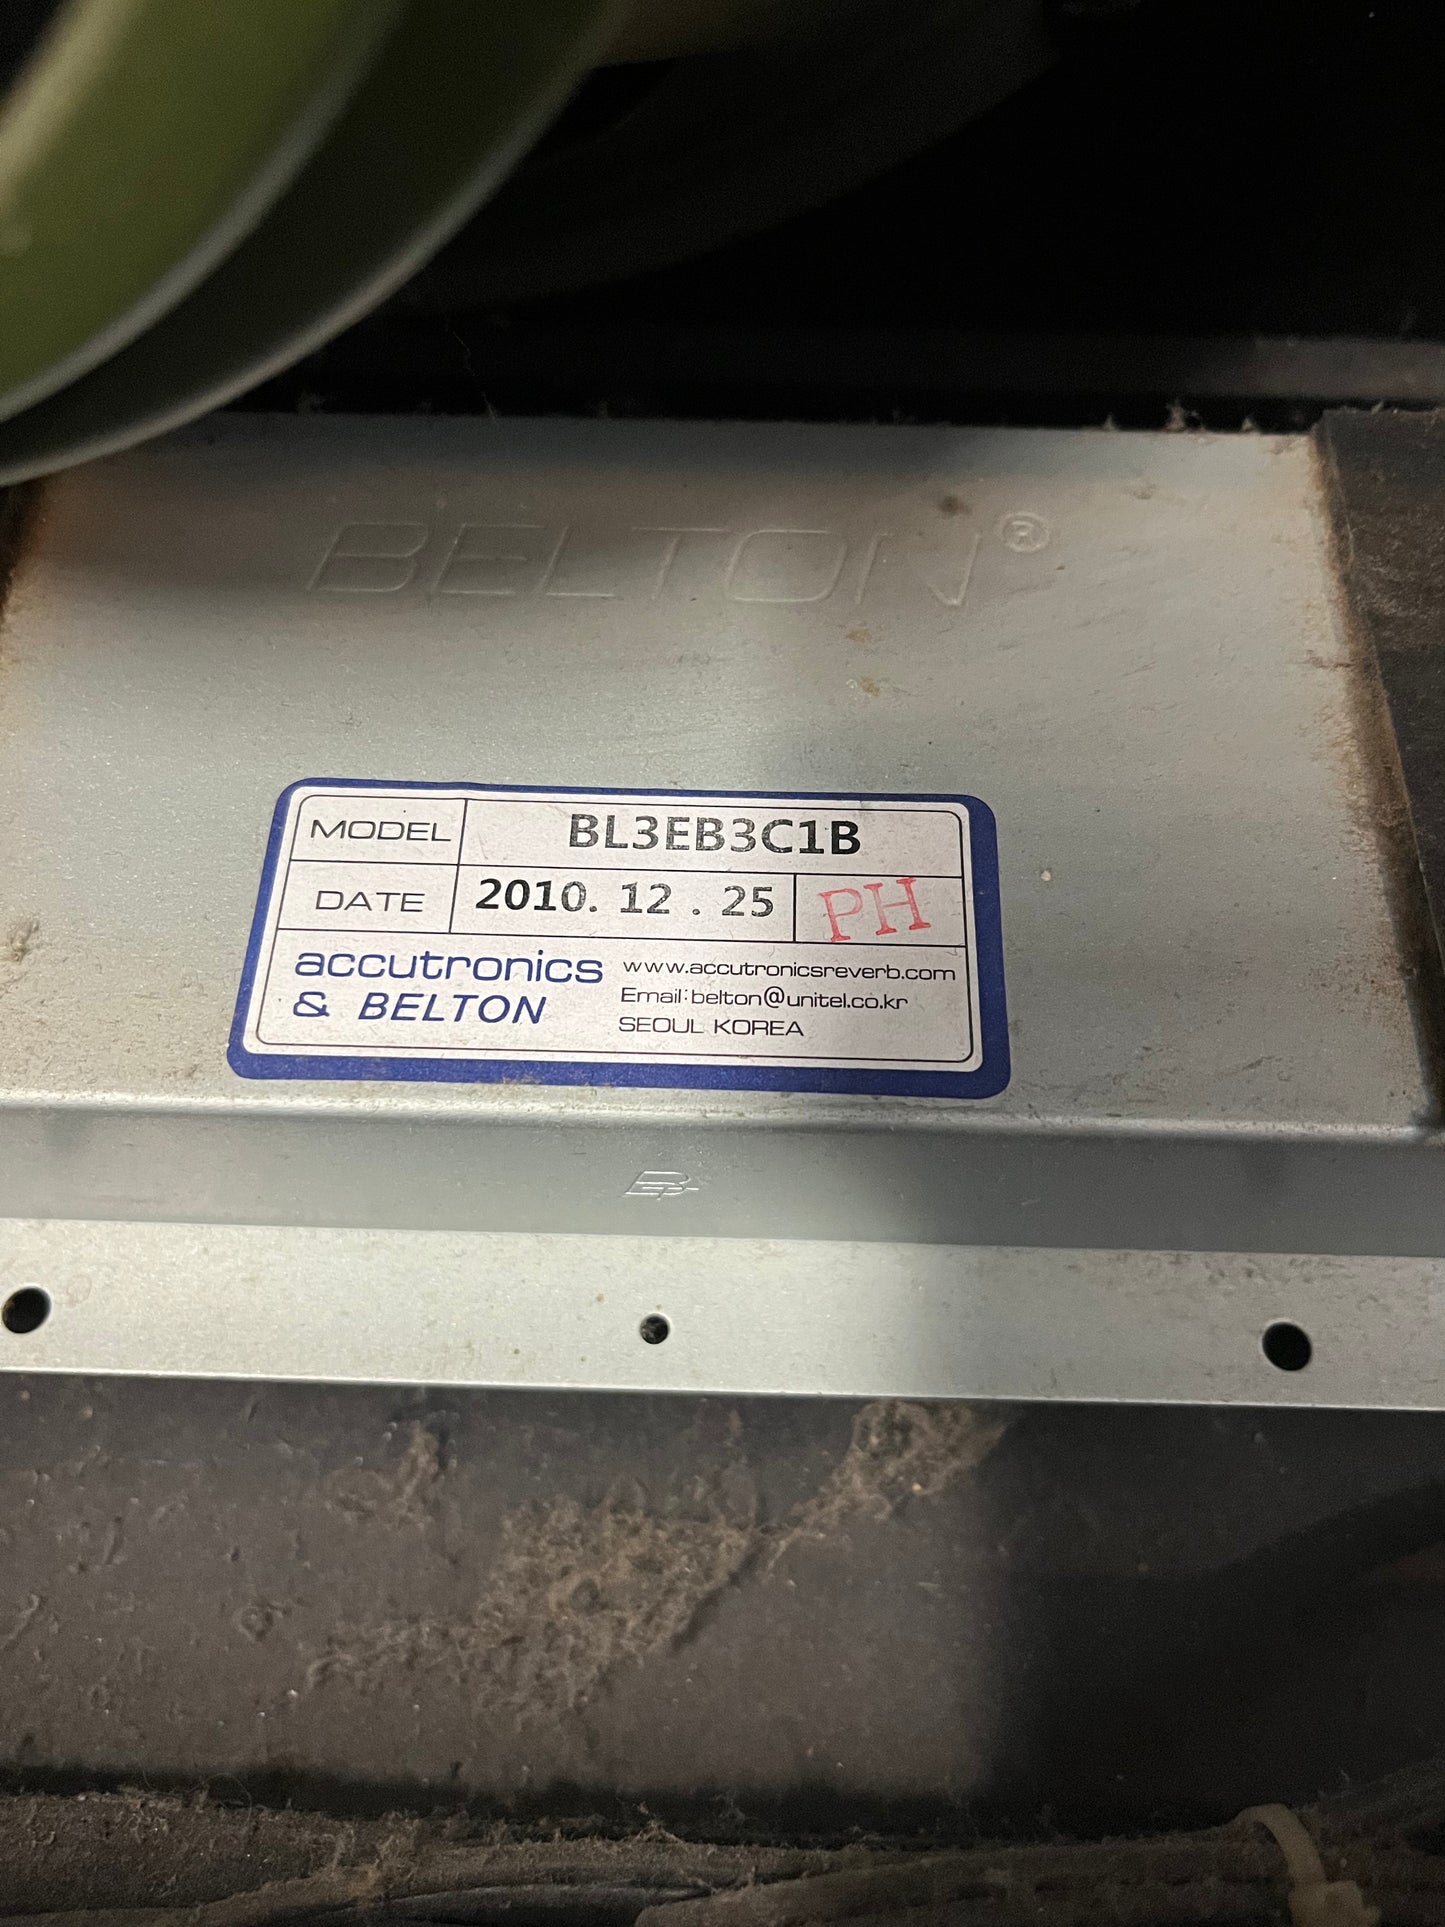 BELTON®
MODEL BL3EB3C1B
DATE 2010. 12 . 25 PH
accutronics
& BELTON
www.accutronicsreverb.com
Email:belton@unitel.co.kr
SEOUL KOREA